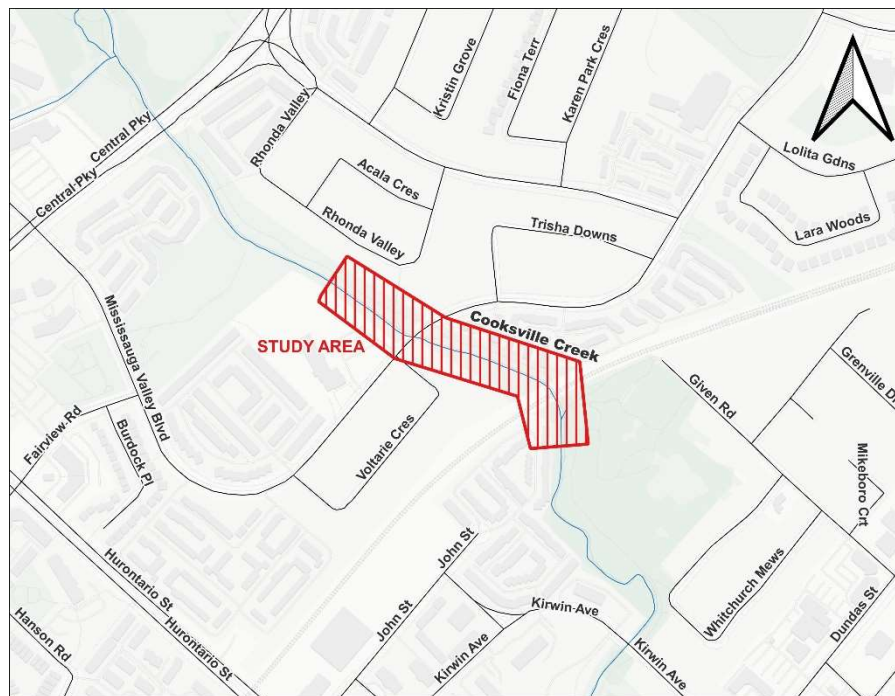 Central Pky
Central Pky
Rhonda Valley
Kristin Grove
Fiona Terr
Karen Park Cres
Lolita Gdns
Lara Woods
Acala Cres
Rhonda Valley
Trisha Downs
Mississauga Valley Blvd
STUDY AREA
Cooksville Creek
Given Rd
Grenville D
Fairview Rd
Burdock Pl
Voltarie Cres
Mikeboro Crt
Hurontario St
Hurontario St
John St
John St
Whitchurch Mews
Dundas St
Hanson Rd
Kirwin Ave
Kirwin Ave
Kirwin Ave